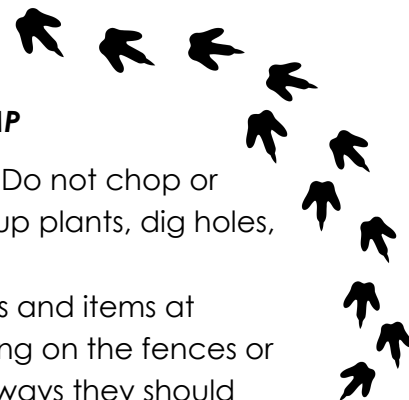 P
Do not chop or
up plants, dig holes,
s and items at
ng on the fences or
ways they should